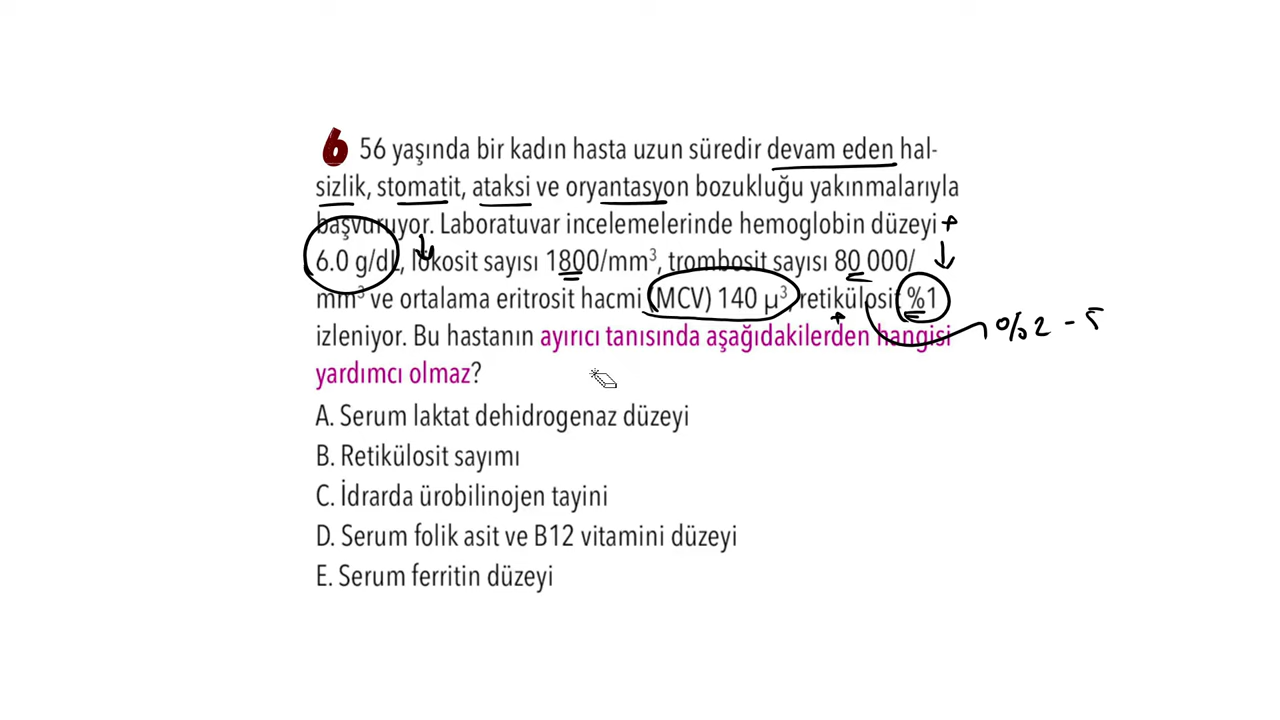 6 56 yaşında bir kadın hasta uzun süredir devam eden hal-
sizlik, stomatit, ataksi ve oryantasyon bozukluğu yakınmalarıyla
başvuruyor. Laboratuvar incelemelerinde hemoglobin düzeyi
6.0 g/dL, lökosit sayısı 1800/mm³, trombosit sayısı 80 000/
mm³ ve ortalama eritrosit hacmi (MCV) 140 µ³, retikülosit %1
%2 - 5
izleniyor. Bu hastanın ayırıcı tanısında aşağıdakilerden hangisi
yardımcı olmaz?
A. Serum laktat dehidrogenaz düzeyi
B. Retikülosit sayımı
C. İdrarda ürobilinojen tayini
D. Serum folik asit ve B12 vitamini düzeyi
E. Serum ferritin düzeyi